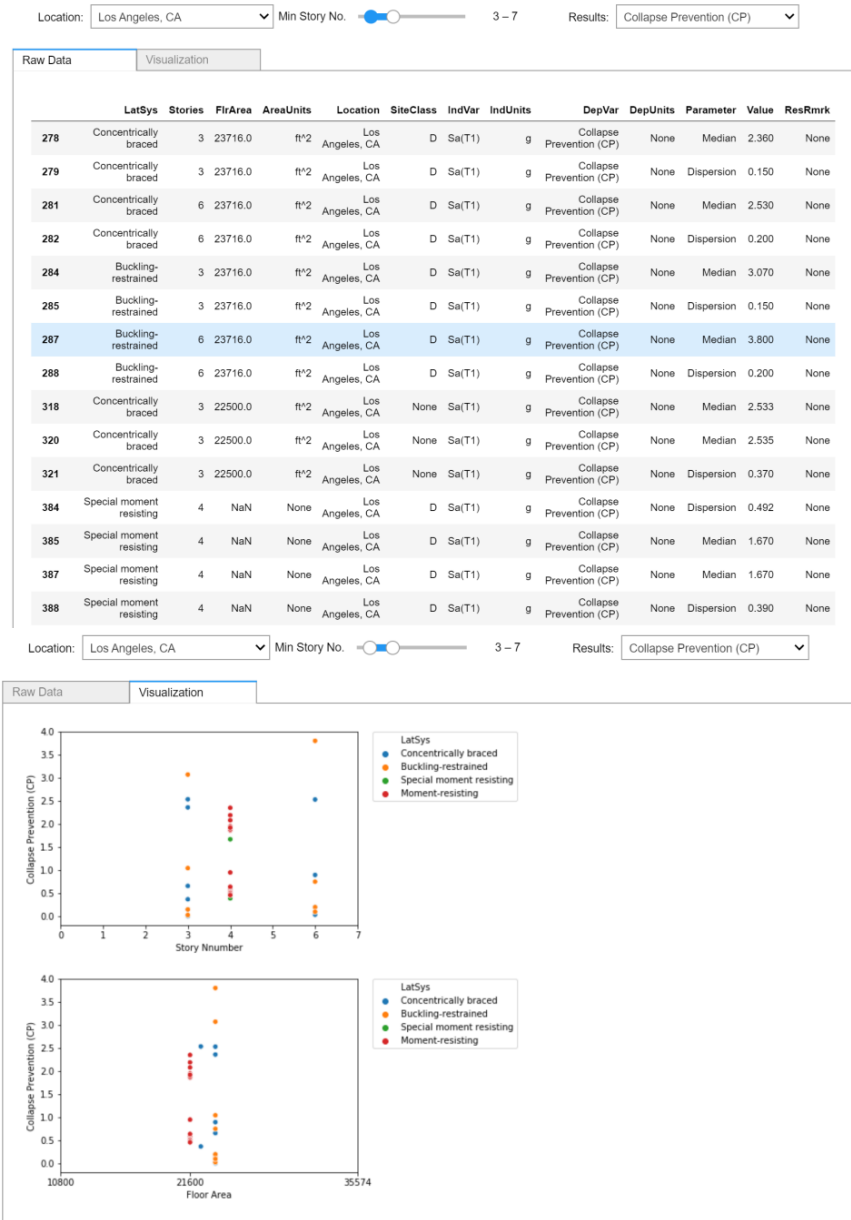 Location: Los Angeles, CA Min Story No. 3 – 7 Results: Collapse Prevention (CP)
Raw Data Visualization
LatSys Stories FlrArea AreaUnits Location SiteClass IndVar IndUnits DepVar DepUnits Parameter Value ResRmrk
278 Concentrically braced 3 23716.0 ft^2 Los Angeles, CA D Sa(T1) g Collapse Prevention (CP) None Median 2.360 None
279 Concentrically braced 3 23716.0 ft^2 Los Angeles, CA D Sa(T1) g Collapse Prevention (CP) None Dispersion 0.150 None
281 Concentrically braced 6 23716.0 ft^2 Los Angeles, CA D Sa(T1) g Collapse Prevention (CP) None Median 2.530 None
282 Concentrically braced 6 23716.0 ft^2 Los Angeles, CA D Sa(T1) g Collapse Prevention (CP) None Dispersion 0.200 None
284 Buckling-restrained 3 23716.0 ft^2 Los Angeles, CA D Sa(T1) g Collapse Prevention (CP) None Median 3.070 None
285 Buckling-restrained 3 23716.0 ft^2 Los Angeles, CA D Sa(T1) g Collapse Prevention (CP) None Dispersion 0.150 None
287 Buckling-restrained 6 23716.0 ft^2 Los Angeles, CA D Sa(T1) g Collapse Prevention (CP) None Median 3.800 None
288 Buckling-restrained 6 23716.0 ft^2 Los Angeles, CA D Sa(T1) g Collapse Prevention (CP) None Dispersion 0.200 None
318 Concentrically braced 3 22500.0 ft^2 Los Angeles, CA None Sa(T1) g Collapse Prevention (CP) None Median 2.533 None
320 Concentrically braced 3 22500.0 ft^2 Los Angeles, CA None Sa(T1) g Collapse Prevention (CP) None Median 2.535 None
321 Concentrically braced 3 22500.0 ft^2 Los Angeles, CA None Sa(T1) g Collapse Prevention (CP) None Dispersion 0.370 None
384 Special moment resisting 4 NaN None Los Angeles, CA D Sa(T1) g Collapse Prevention (CP) None Dispersion 0.492 None
385 Special moment resisting 4 NaN None Los Angeles, CA D Sa(T1) g Collapse Prevention (CP) None Median 1.670 None
387 Special moment resisting 4 NaN None Los Angeles, CA D Sa(T1) g Collapse Prevention (CP) None Median 1.670 None
388 Special moment resisting 4 NaN None Los Angeles, CA D Sa(T1) g Collapse Prevention (CP) None Dispersion 0.390 None
Location: Los Angeles, CA Min Story No. 3 – 7 Results: Collapse Prevention (CP)
Raw Data Visualization
Collapse Prevention (CP)
4.0
3.5
3.0
2.5
2.0
1.5
1.0
0.5
0.0
0 1 2 3 4 5 6 7
Story Nnumber
LatSys
Concentrically braced
Buckling-restrained
Special moment resisting
Moment-resisting
Collapse Prevention (CP)
4.0
3.5
3.0
2.5
2.0
1.5
1.0
0.5
0.0
10800 21600 35574
Floor Area
LatSys
Concentrically braced
Buckling-restrained
Special moment resisting
Moment-resisting